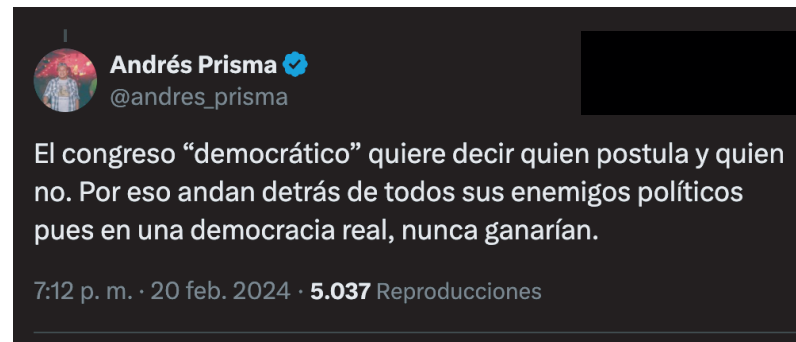 Andrés Prisma
@andres_prisma
El congreso “democrático” quiere decir quien postula y quien
no. Por eso andan detrás de todos sus enemigos políticos
pues en una democracia real, nunca ganarían.
7:12 p. m. · 20 feb. 2024 · 5.037 Reproducciones